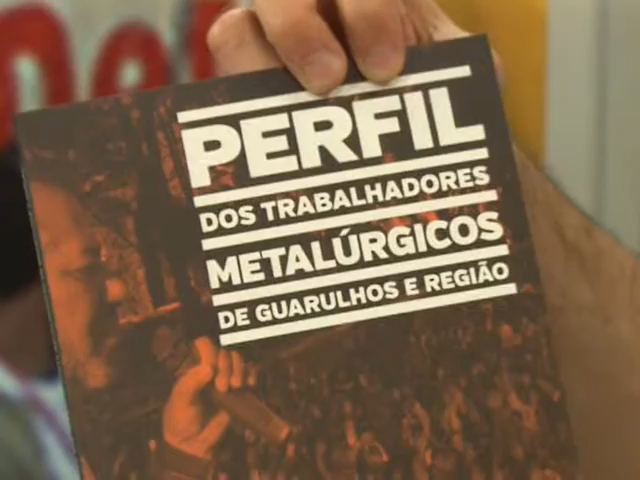 PERFIL
DOS TRABALHADORES
METALÚRGICOS
DE GUARULHOS E REGIÃO